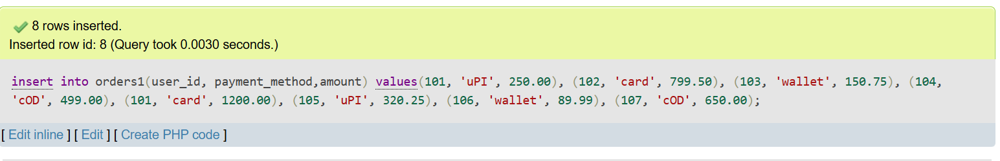 8 rows inserted.
Inserted row id: 8 (Query took 0.0030 seconds.)
insert into orders1(user_id, payment_method,amount) values(101, 'uPI', 250.00), (102, 'card', 799.50), (103, 'wallet', 150.75), (104,
'cOD', 499.00), (101, 'card', 1200.00), (105, 'uPI', 320.25), (106, 'wallet', 89.99), (107, 'cOD', 650.00);
[ Edit inline ] [ Edit ] [ Create PHP code ]